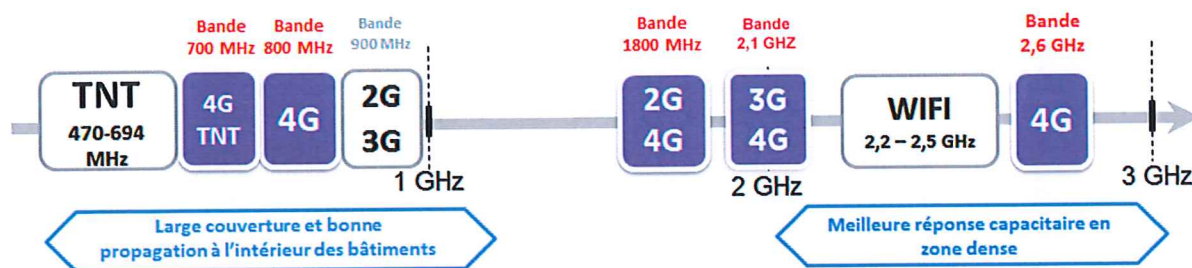 Bande
700 MHz
Bande
800 MHz
Bande
900 MHz
Bande
1800 MHz
Bande
2,1 GHZ
Bande
2,6 GHz
TNT
470-694
MHz
4G
TNT
4G
2G
3G
2G
4G
3G
4G
WIFI
2,2 – 2,5 GHz
4G
1 GHz
2 GHz
3 GHz
Large couverture et bonne
propagation à l'intérieur des bâtiments
Meilleure réponse capacitaire en
zone dense